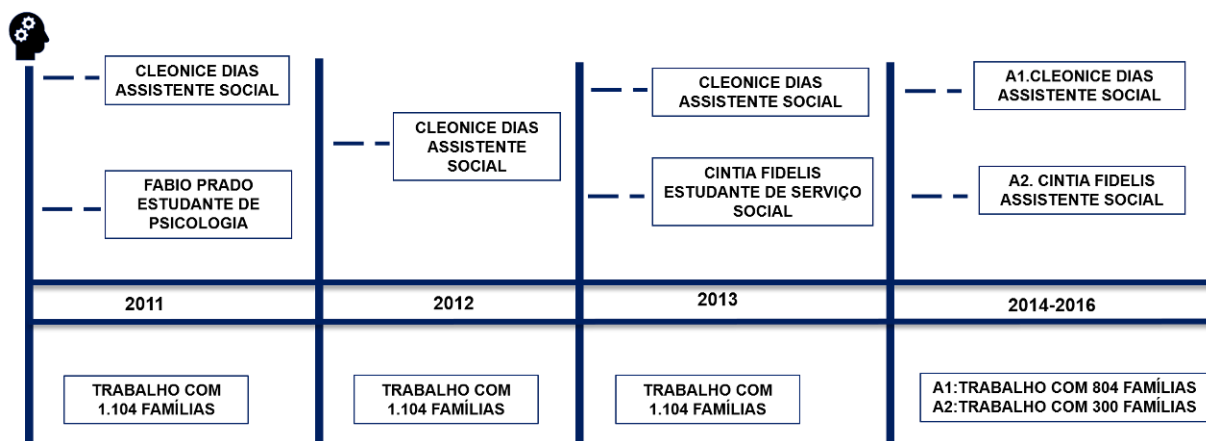 CLEONICE DIAS
ASSISTENTE SOCIAL
FABIO PRADO
ESTUDANTE DE
PSICOLOGIA
CLEONICE DIAS
ASSISTENTE
SOCIAL
CLEONICE DIAS
ASSISTENTE SOCIAL
CINTIA FIDELIS
ESTUDANTE DE SERVIÇO
SOCIAL
A1.CLEONICE DIAS
ASSISTENTE SOCIAL
A2. CINTIA FIDELIS
ASSISTENTE SOCIAL
2011
2012
2013
2014-2016
TRABALHO COM
1.104 FAMÍLIAS
TRABALHO COM
1.104 FAMÍLIAS
TRABALHO COM
1.104 FAMÍLIAS
A1:TRABALHO COM 804 FAMÍLIAS
A2:TRABALHO COM 300 FAMÍLIAS